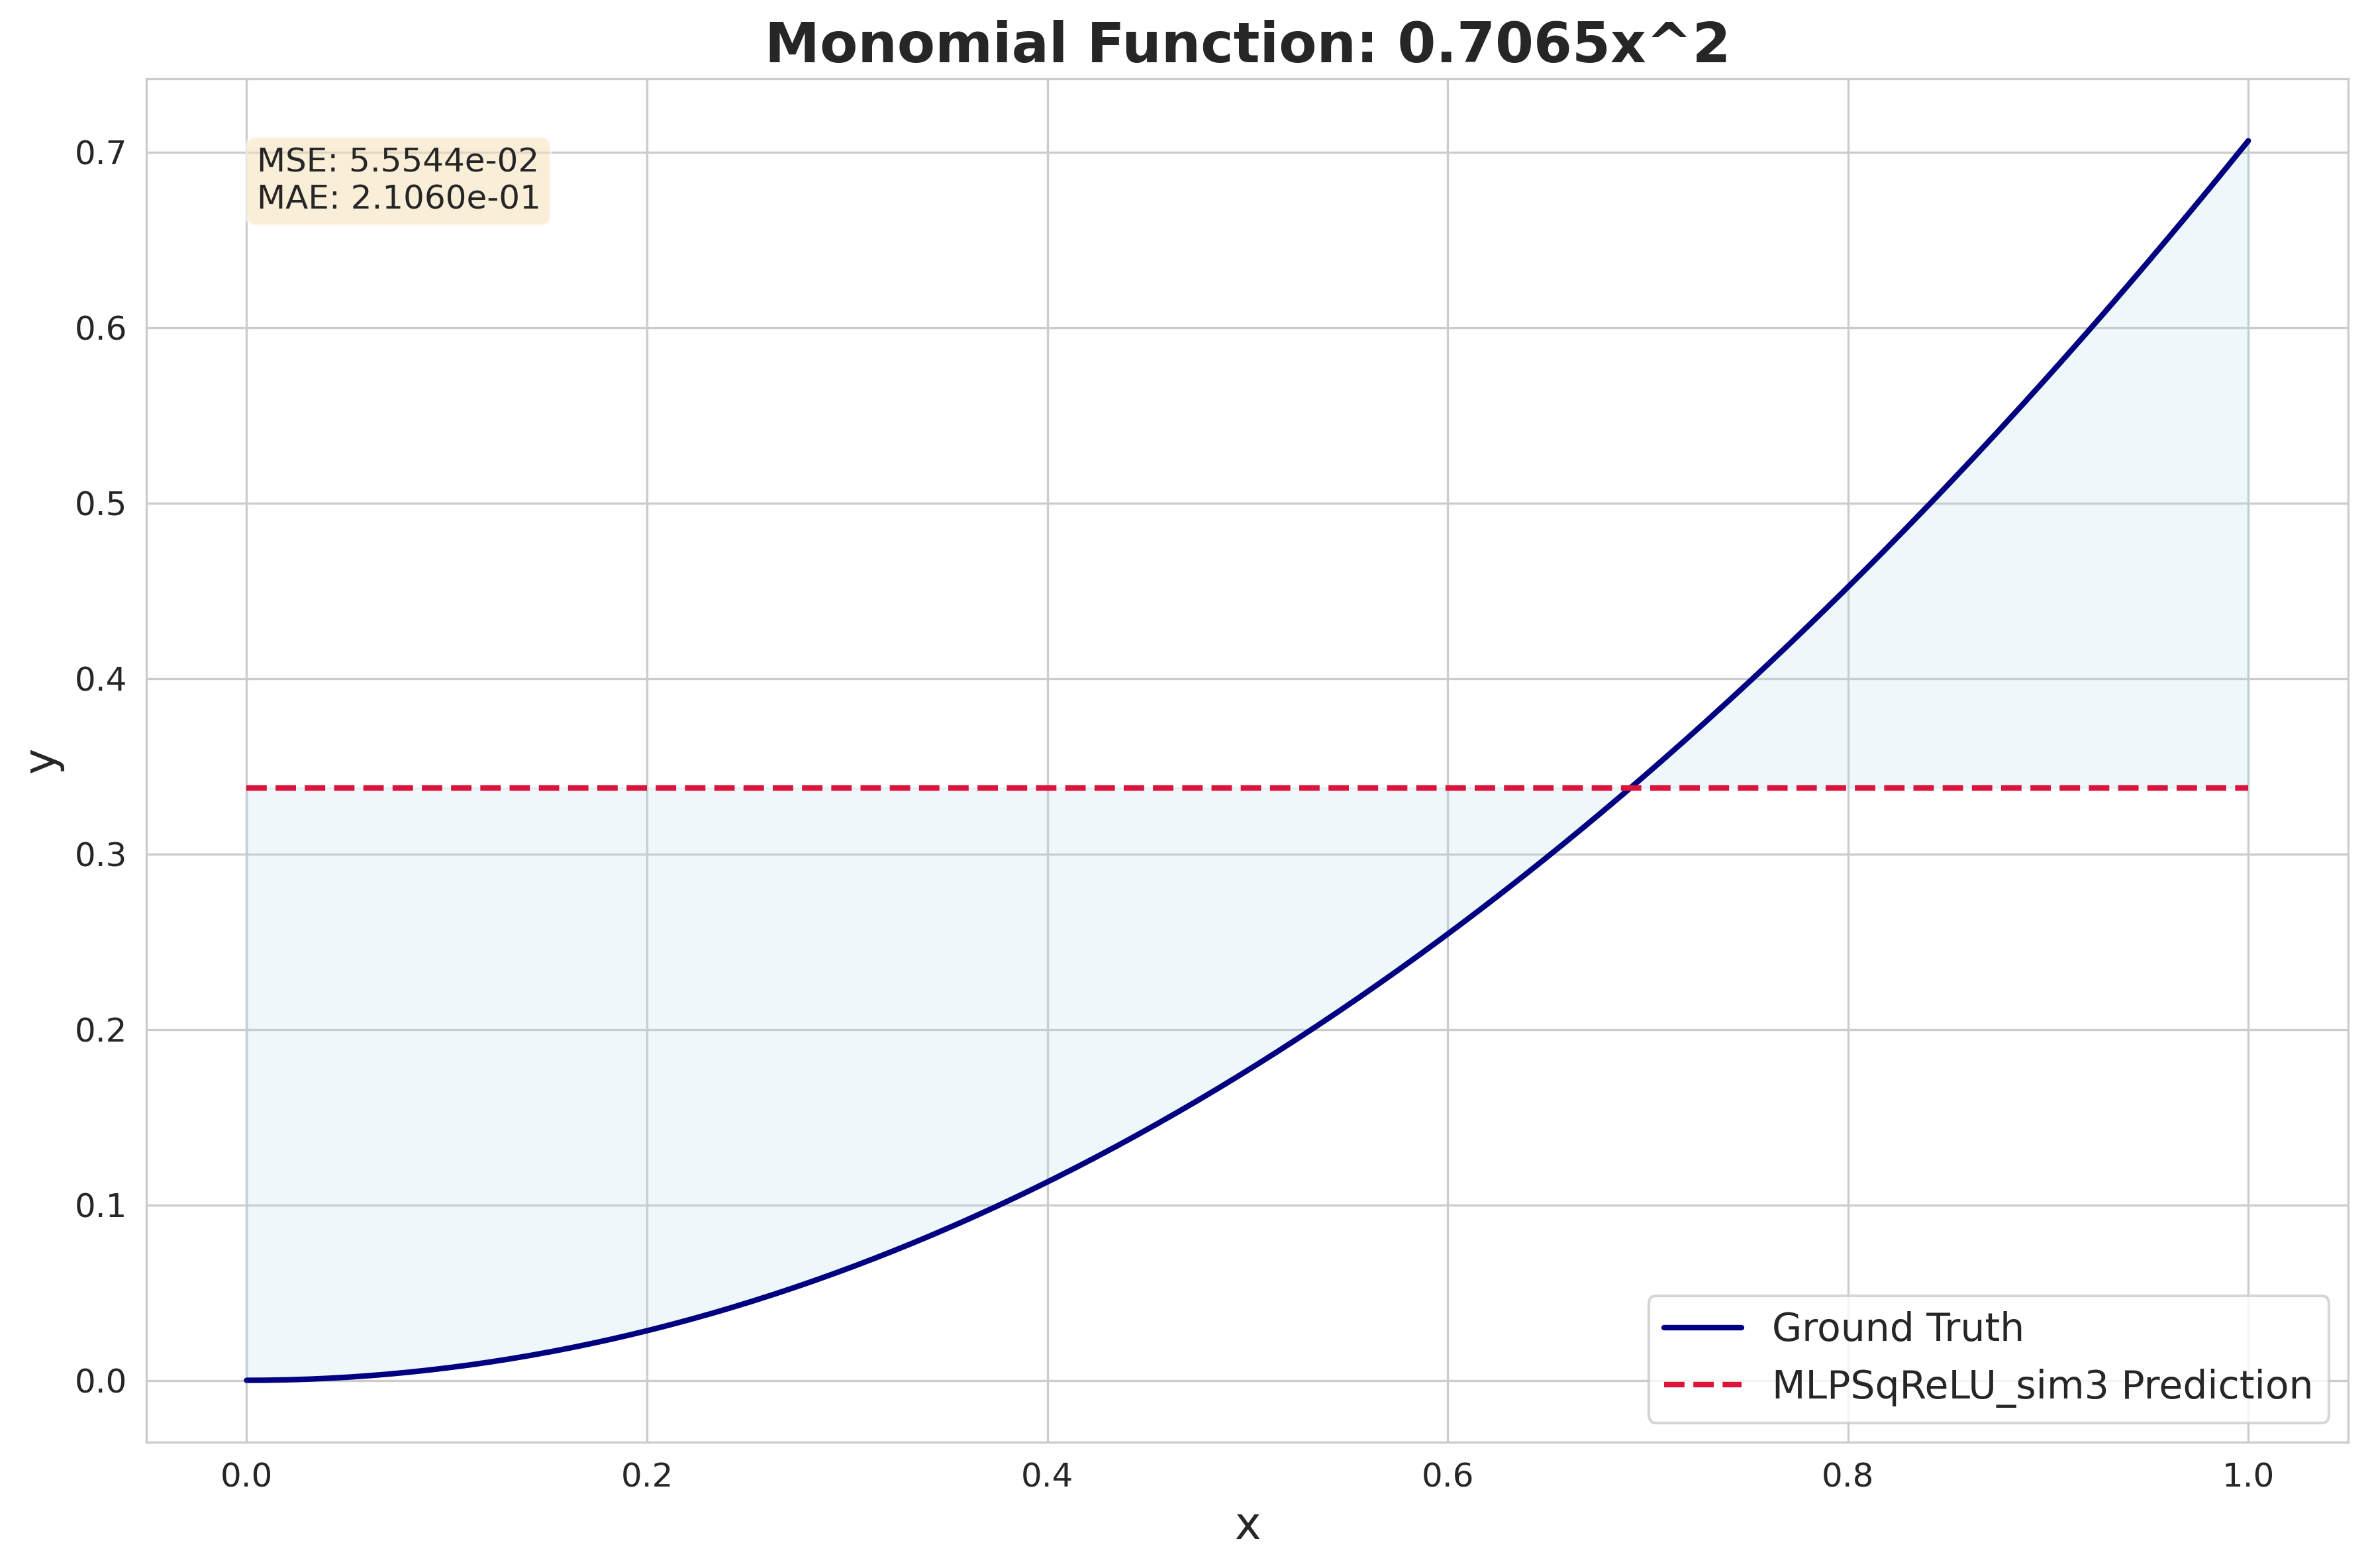 Monomial Function: 0.7065x^2
MSE: 5.5544e-02
MAE: 2.1060e-01
0.7
0.6
0.5
0.4
0.3
0.2
0.1
0.0
y
Ground Truth
MLPSqReLU_sim3 Prediction
0.0 0.2 0.4 0.6 0.8 1.0
x